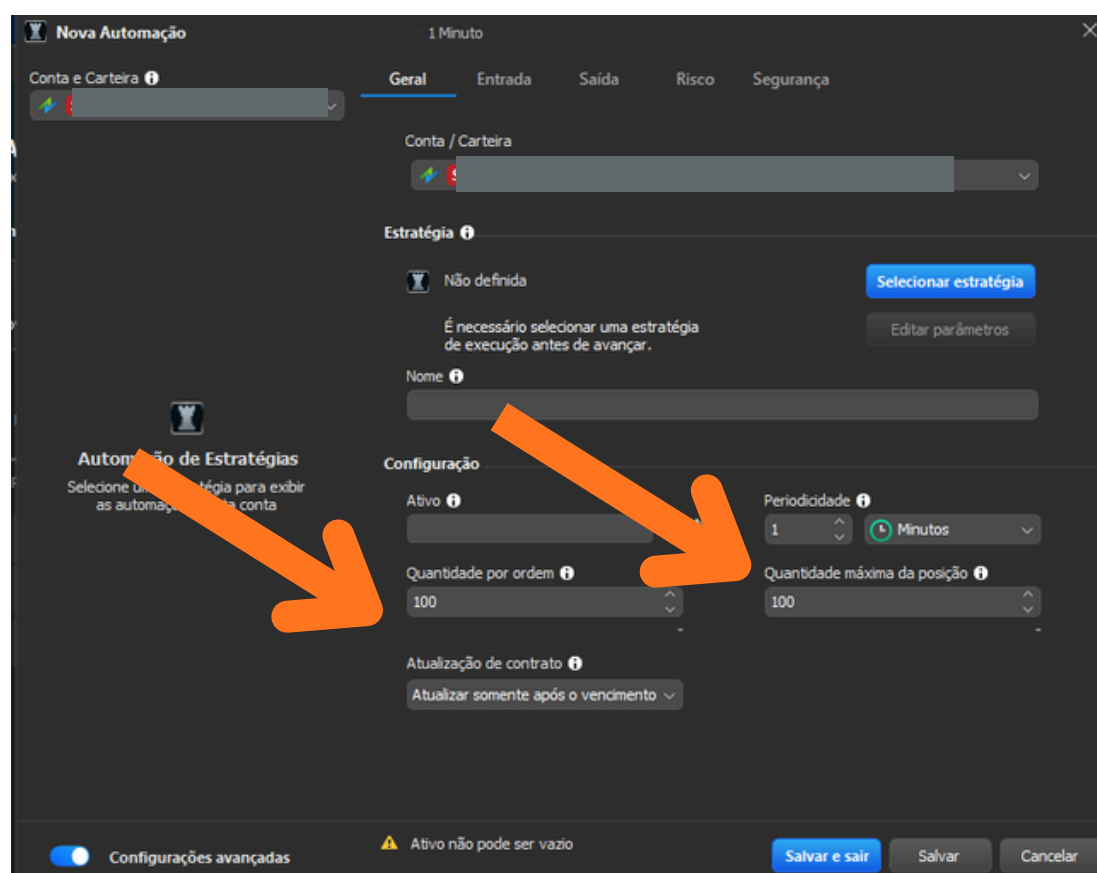 Nova Automação
1 Minuto
Conta e Carteira
Geral Entrada Saída Risco Segurança
Conta / Carteira
Estratégia
Não definida
Selecionar estratégia
É necessário selecionar uma estratégia
de execução antes de avançar.
Editar parâmetros
Nome
Automação de Estratégias
Selecione uma estratégia para exibir
as conta
Configuração
Ativo
Periodicidade
1 Minutos
Quantidade por ordem
Quantidade máxima da posição
100
100
-
-
Atualização de contrato
Atualizar somente após o vencimento
Configurações avançadas
Ativo não pode ser vazio
Salvar e sair Salvar Cancelar